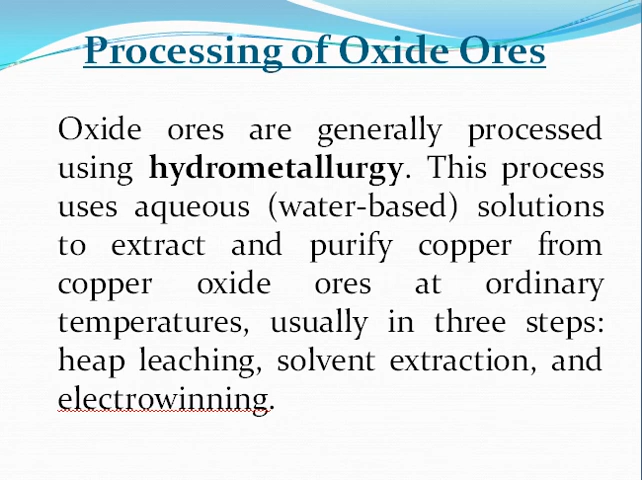 Processing of Oxide Ores
Oxide ores are generally processed
using hydrometallurgy. This process
uses aqueous (water-based) solutions
to extract and purify copper from
copper oxide ores at ordinary
temperatures, usually in three steps:
heap leaching, solvent extraction, and
electrowinning.